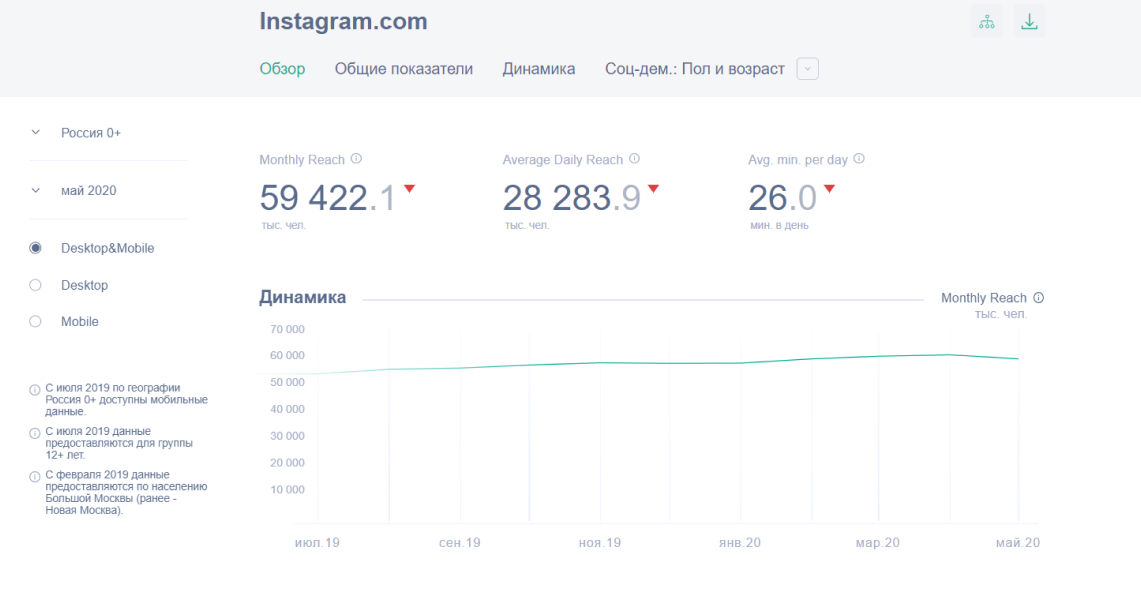 Instagram.com
Обзор Общие показатели Динамика Соц-дем.: Пол и возраст
Россия 0+
май 2020
Desktop&Mobile
Desktop
Mobile
С июля 2019 по географии
Россия 0+ доступны мобильные
данные.
С июля 2019 данные
предоставляются для группы
12+ лет.
С февраля 2019 данные
предоставляются по населению
Большой Москвы (ранее -
Новая Москва).
Monthly Reach Average Daily Reach Avg. min. per day
59 422.1 28 283.9 26.0
тыс. чел. тыс. чел. мин. в день
Динамика Monthly Reach
тыс. чел.
70 000
60 000
50 000
40 000
30 000
20 000
10 000
июл.19 сен.19 ноя.19 янв.20 мар.20 май.20